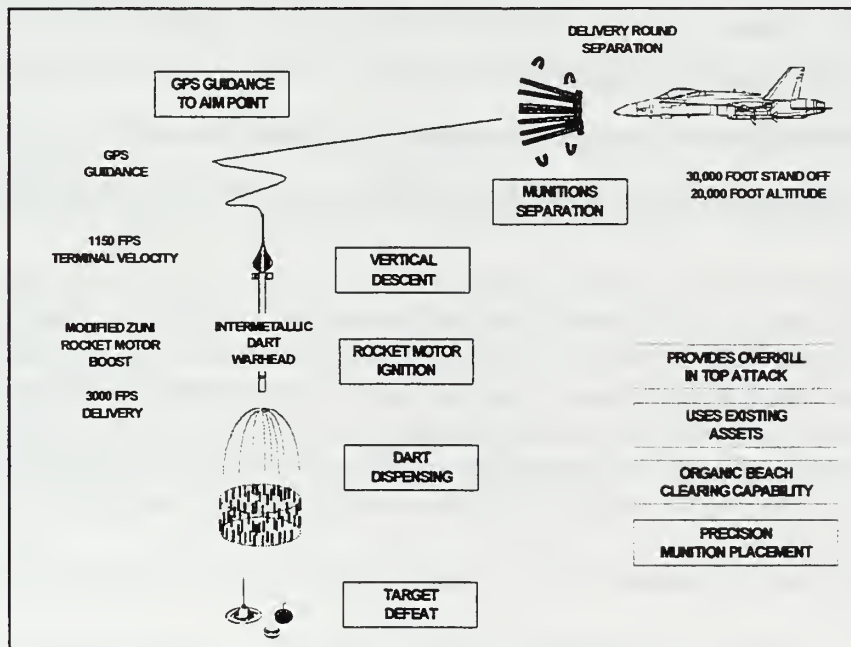 DELIVERY ROUND
SEPARATION
GPS GUIDANCE
TO AIM POINT
GPS
GUIDANCE
MUNITIONS
SEPARATION
30,000 FOOT STAND OFF
20,000 FOOT ALTITUDE
1150 FPS
TERMINAL VELOCITY
VERTICAL
DESCENT
MODIFIED ZUNI
ROCKET MOTOR
BOOST
INTERMETALLIC
DART
WARHEAD
ROCKET MOTOR
IGNITION
PROVIDES OVERKILL
IN TOP ATTACK
3000 FPS
DELIVERY
USES EXISTING
ASSETS
DART
DISPENSING
ORGANIC BEACH
CLEARING CAPABILITY
PRECISION
MUNITION PLACEMENT
TARGET
DEFEAT